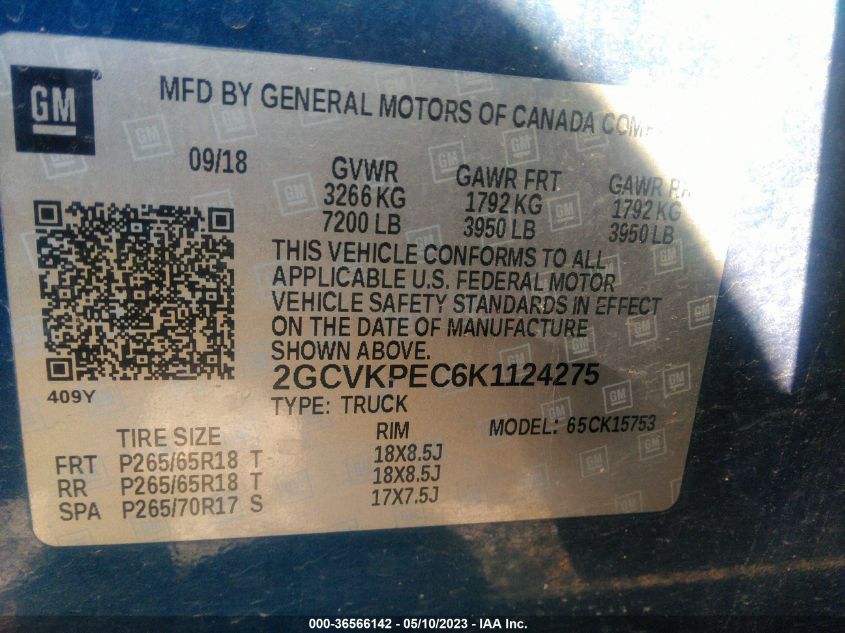 GM
MFD BY GENERAL MOTORS OF CANADA
09/18
GVWR
3266 KG
7200 LB
GAWR FRT
1792 KG
3950 LB
GAWR
1792 KG
3950 LB
THIS VEHICLE CONFORMS TO ALL
APPLICABLE U.S. FEDERAL MOTOR
VEHICLE SAFETY STANDARDS IN EFFECT
ON THE DATE OF MANUFACTURE
SHOWN ABOVE.
409Y
2GCVKPEC6K1124275
TYPE: TRUCK
MODEL: 65CK15753
TIRE SIZE RIM
FRT P265/65R18 T 18X8.5J
RR P265/65R18 T 18X8.5J
SPA P265/70R17 S 17X7.5J
000-36566142 - 05/10/2023 - IAA Inc.